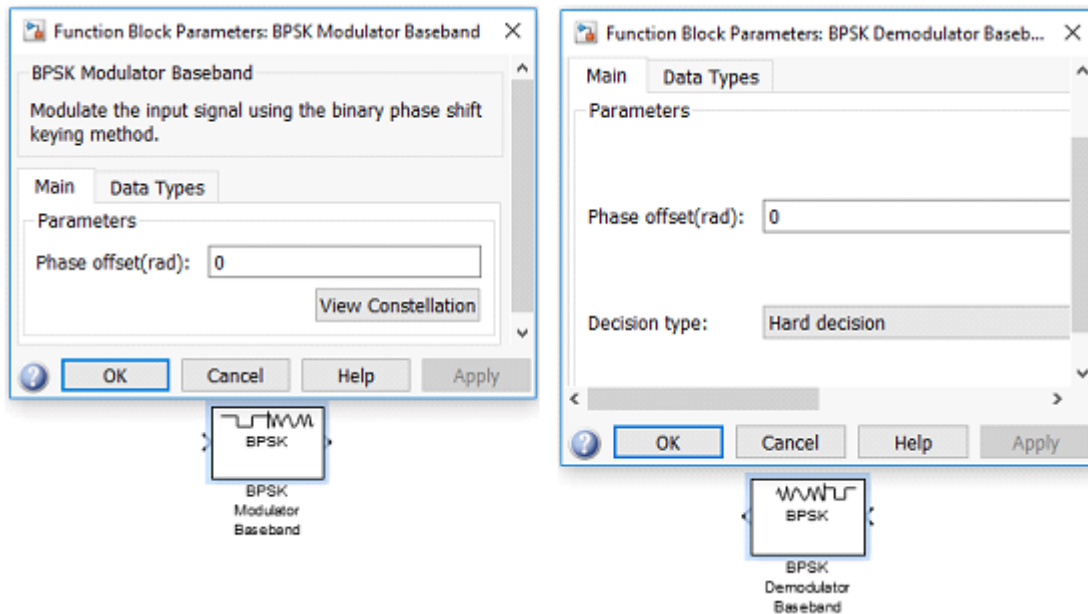 Function Block Parameters: BPSK Modulator Baseband
BPSK Modulator Baseband
Modulate the input signal using the binary phase shift
keying method.
Main
Data Types
Parameters
Phase offset(rad):
0
View Constellation
OK
Cancel
Help
Apply
BPSK
BPSK
Modulator
Baseband
Function Block Parameters: BPSK Demodulator Baseb...
Main
Data Types
Parameters
Phase offset(rad):
0
Decision type:
Hard decision
OK
Cancel
Help
Apply
BPSK
BPSK
Demodulator
Baseband